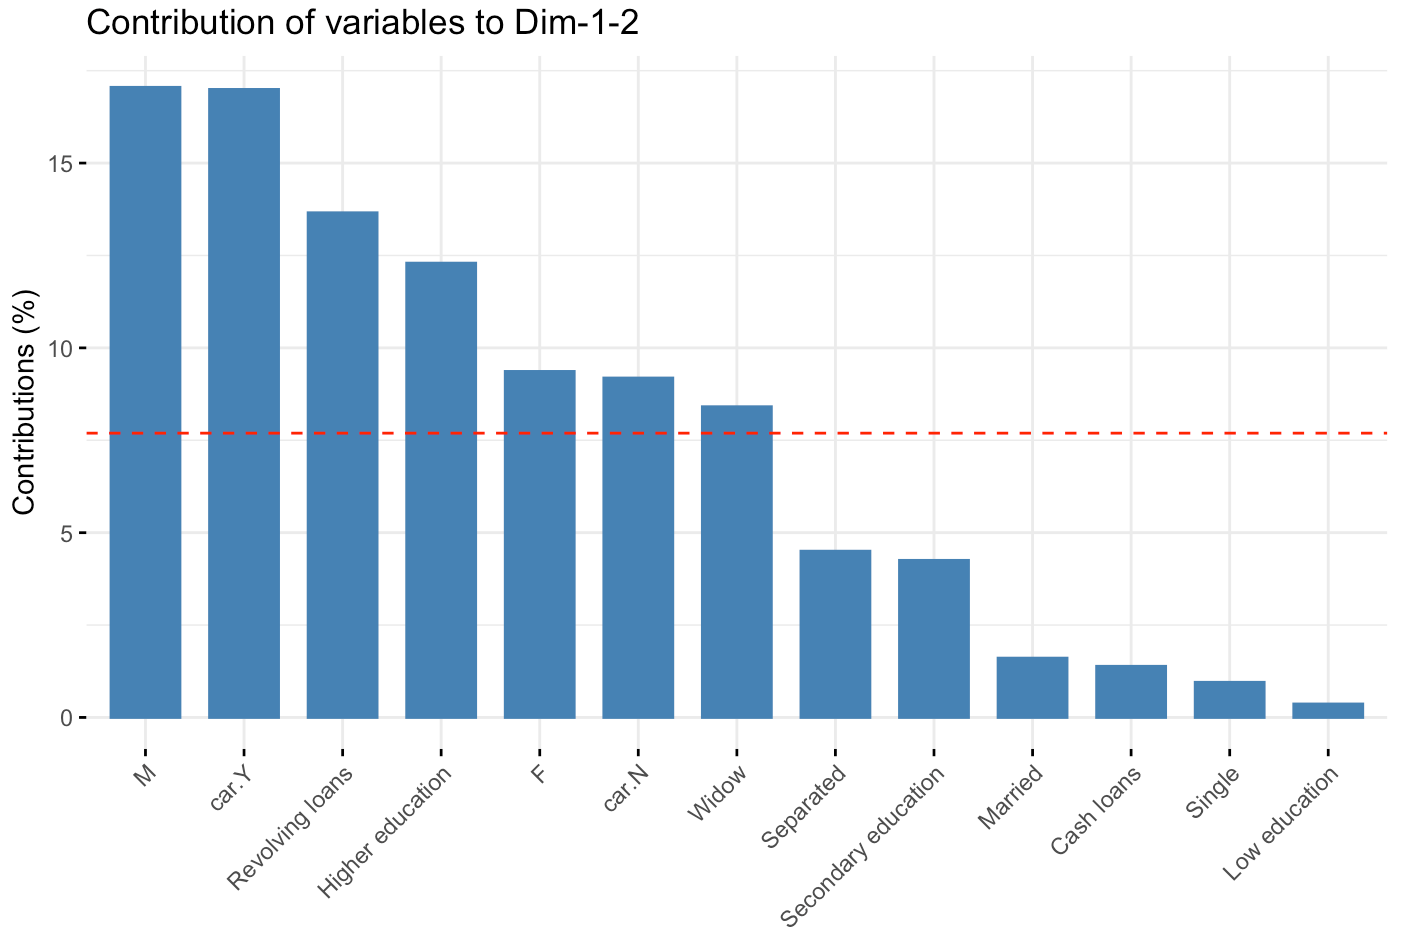 Contribution of variables to Dim-1-2
Contributions (%)
15
10
5
0
M
car.Y
Revolving loans
Higher education
F
car.N
Widow
Separated
Secondary education
Married
Cash loans
Single
Low education